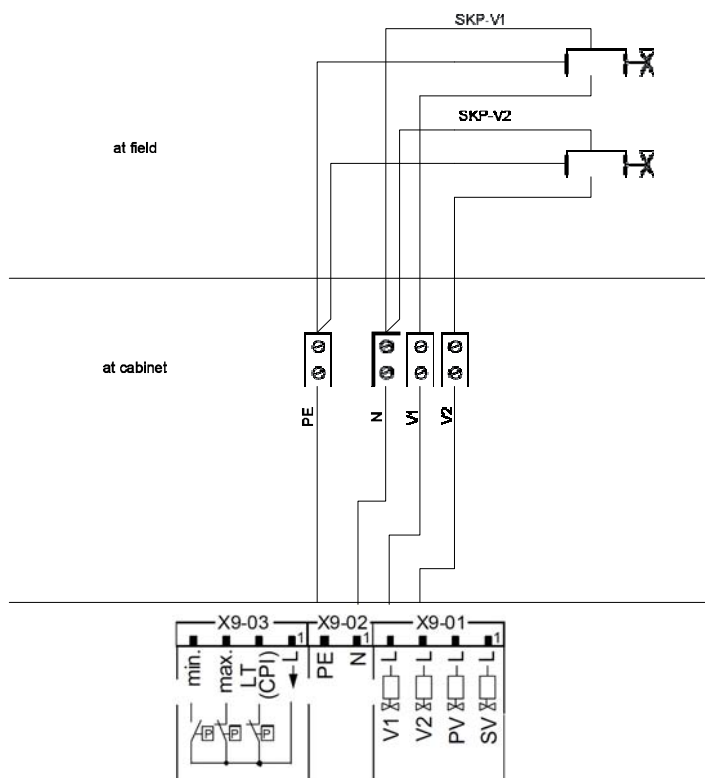 SKP-V1
SKP-V2
at field
at cabinet
PE
N
V1
V2
X9-03
X9-02
X9-01
1
1
1
min.
max.
LT
(CPI)
L
PE
N
L
L
L
L
P
P
P
V1
V2
PV
SV